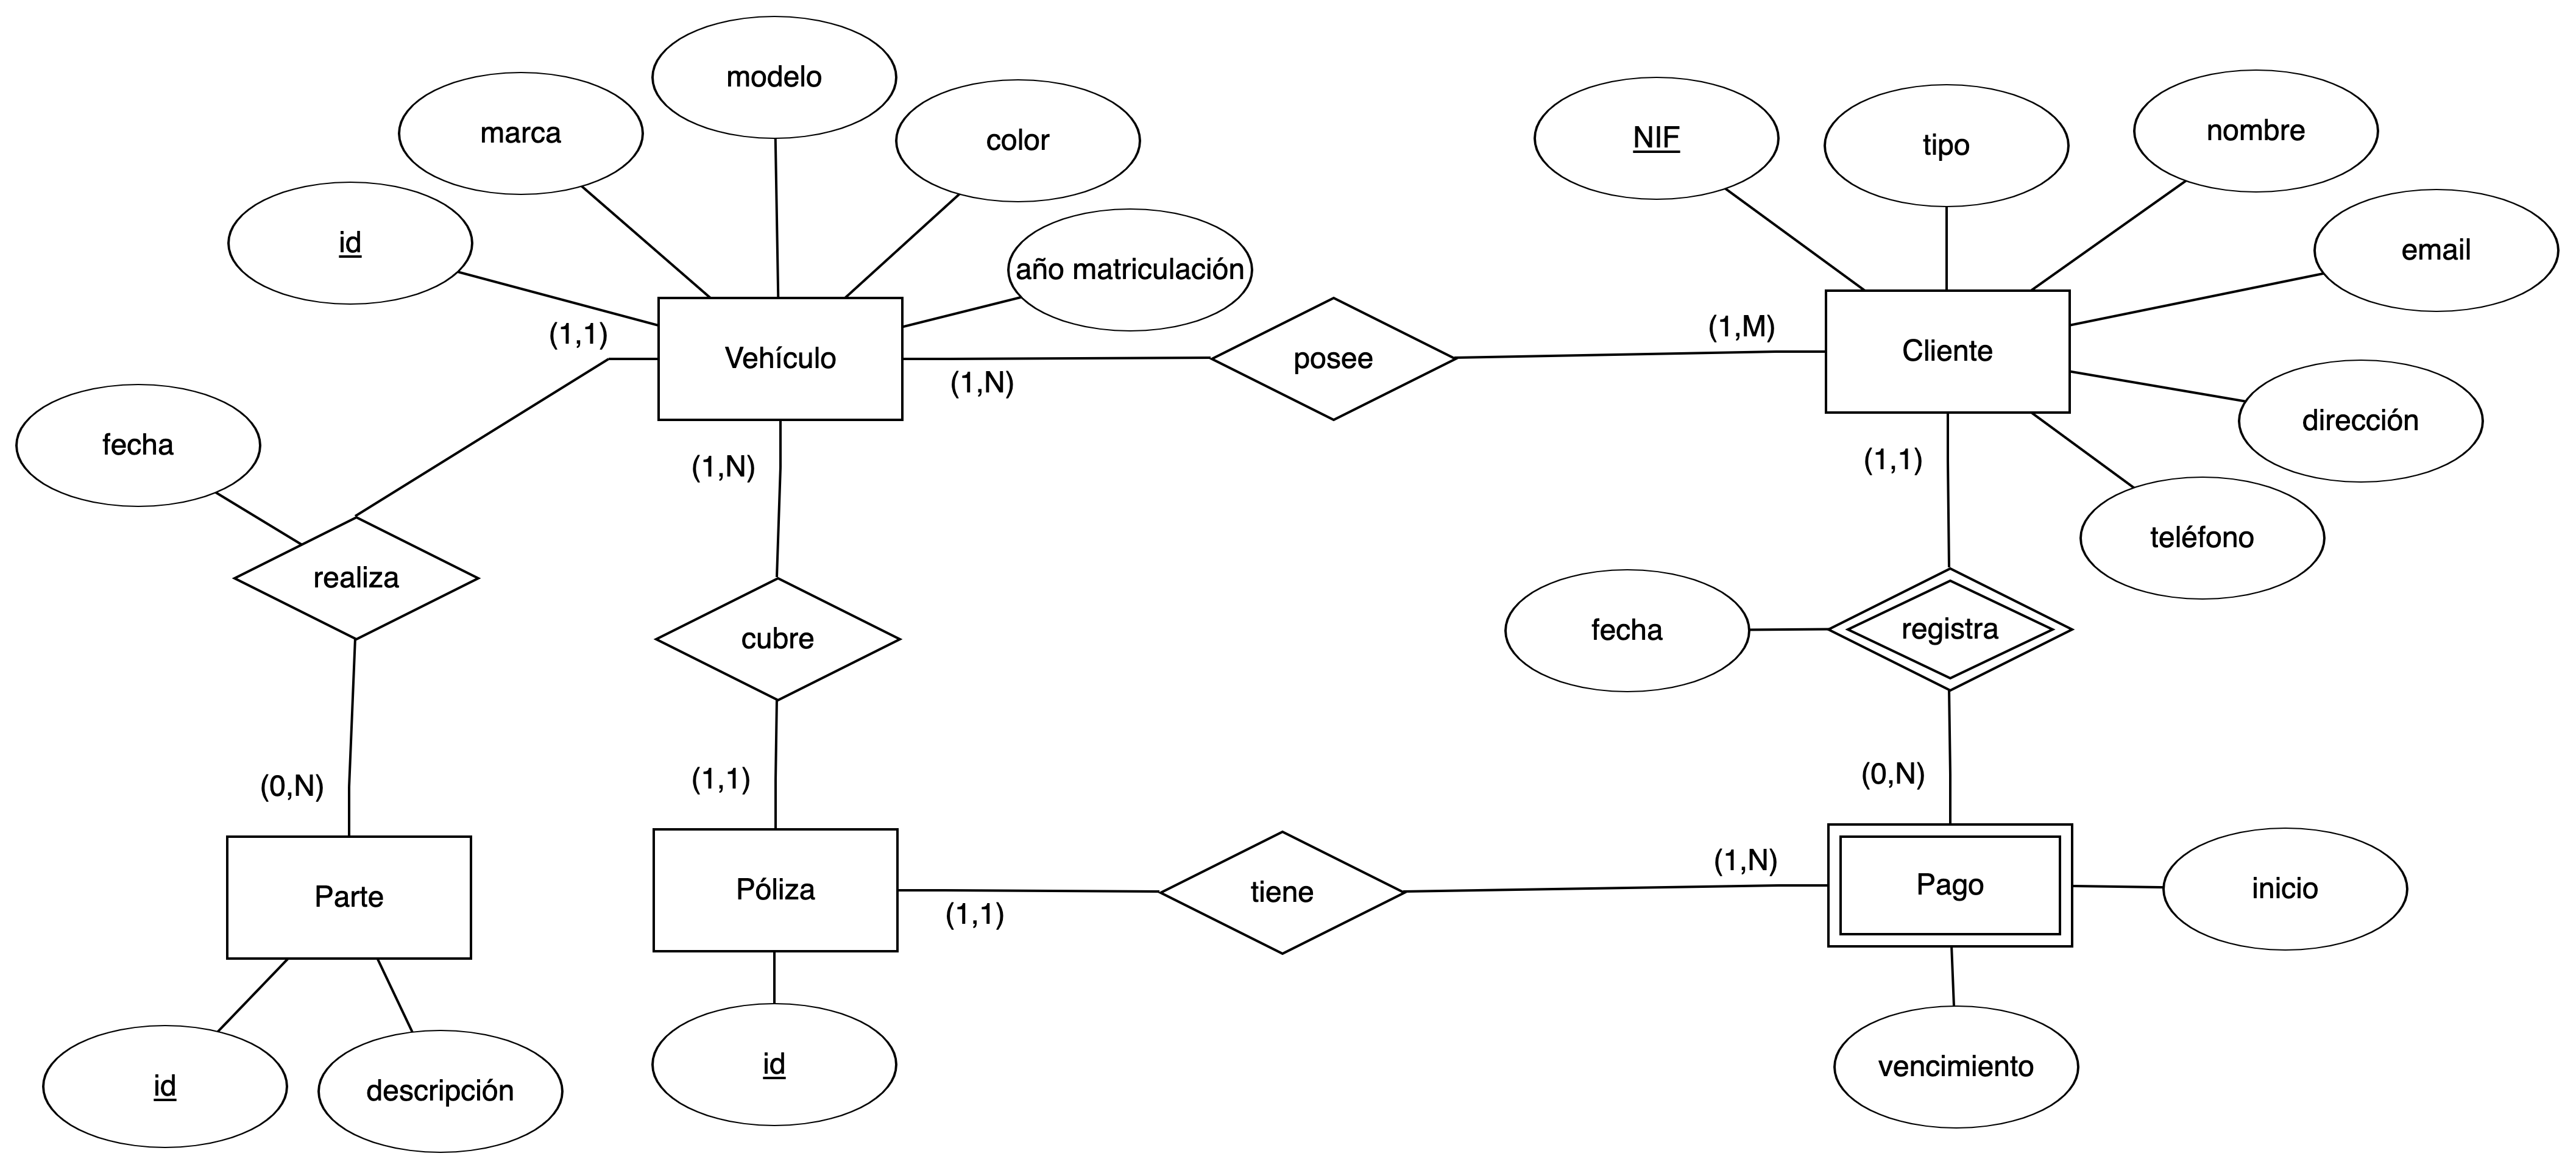 modelo
marca
color
NIF
tipo
nombre
id
año matriculación
email
(1,1)
Vehículo
(1,N)
posee
(1,M)
Cliente
dirección
fecha
(1,N)
(1,1)
teléfono
realiza
cubre
fecha
registra
(0,N)
(1,1)
(0,N)
Parte
Póliza
(1,1)
tiene
(1,N)
Pago
inicio
id
descripción
id
vencimiento